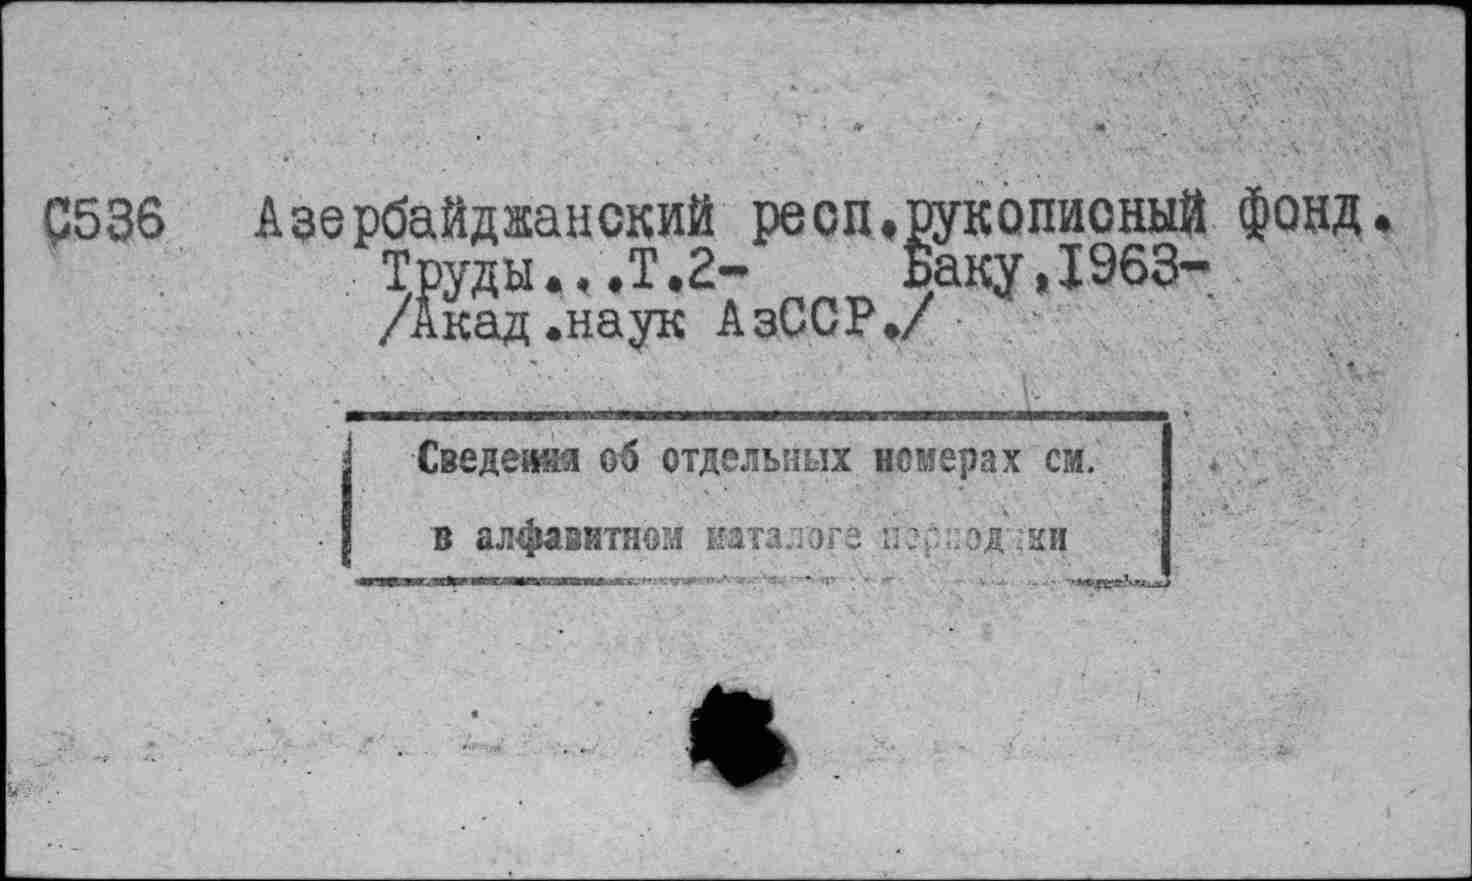 С536 Азербайджанский респ.рукописный фонд.
Труды...Т.2- Баку,1963-
/Акад.наук АзССР./
Сведения об отдельных номерах см.
в алфавитном каталоге периодики